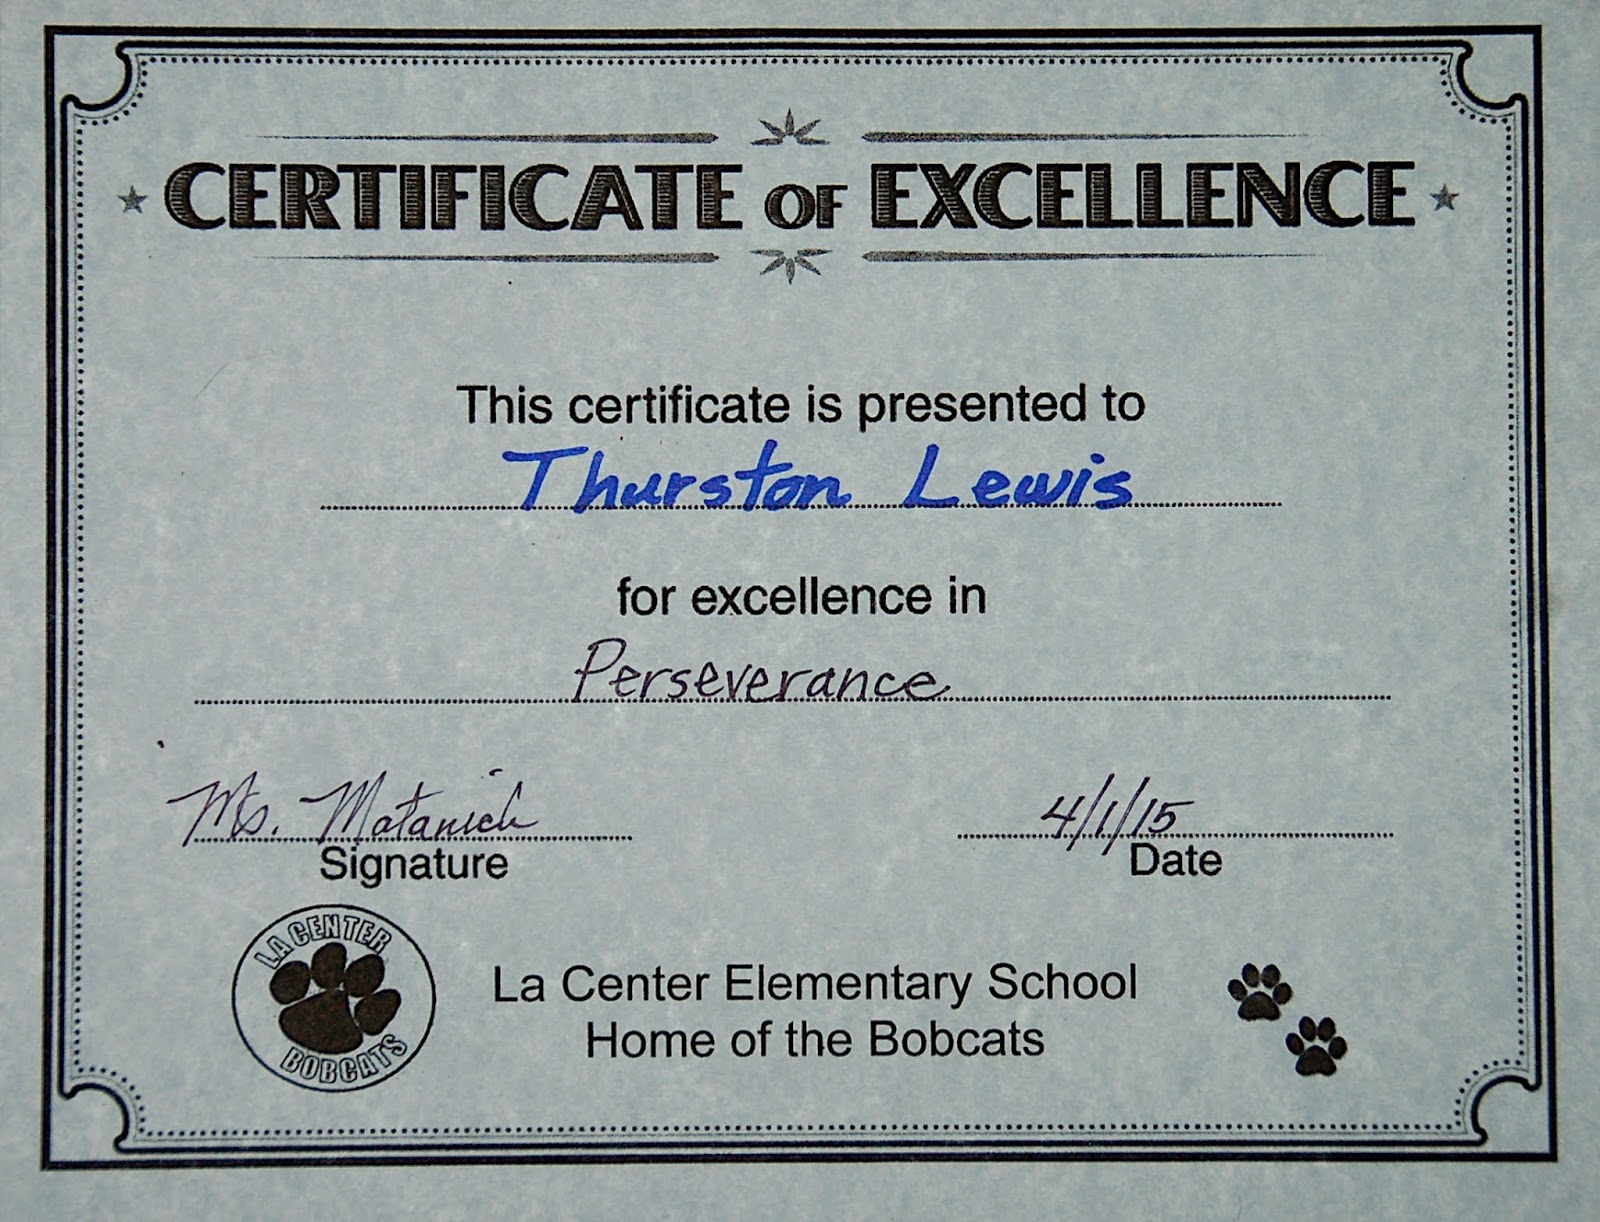 CERTIFICATE OF EXCELLENCE
This certificate is presented to
Thurston Lewis
for excellence in
Perseverance
Ms. Matanich
4/1/15
Signature
Date
LA CENTER
BOBCATS
La Center Elementary School
Home of the Bobcats